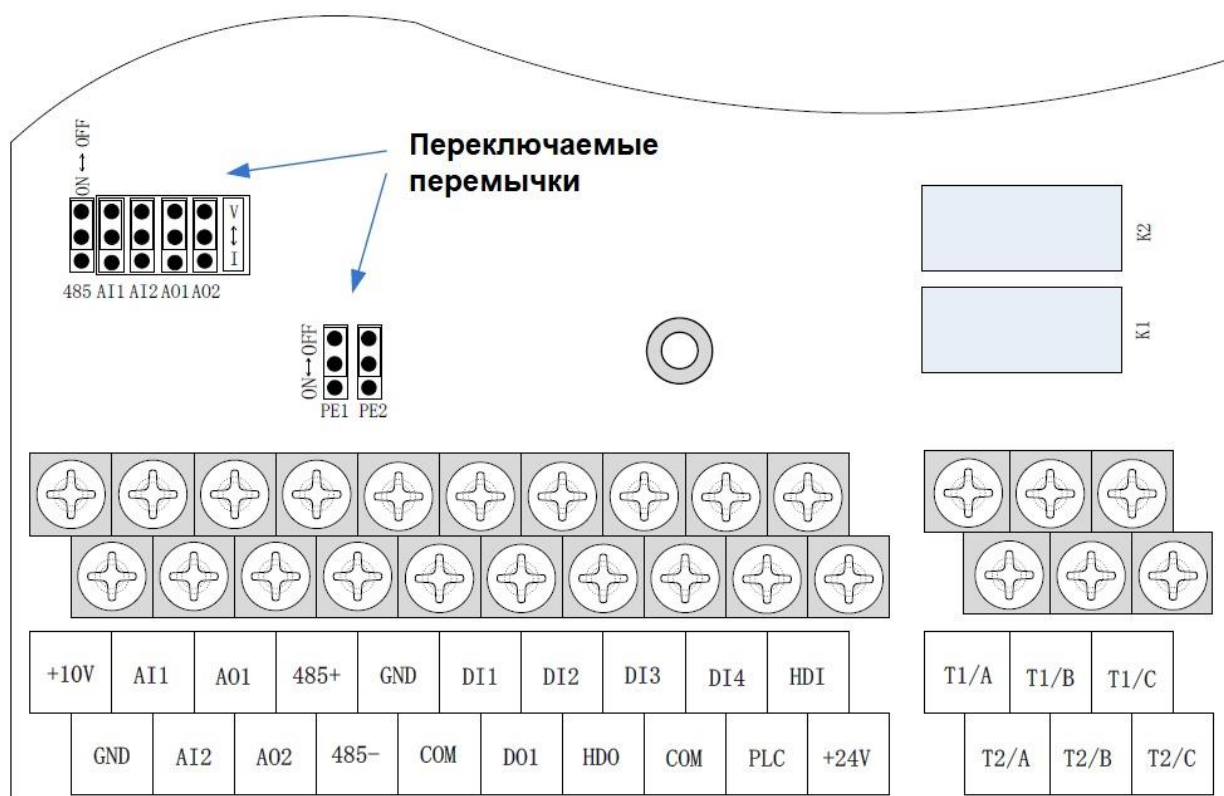 ON ↔ OFF
Переключаемые
перемычки
V
↕
I
485 AI1 AI2 AO1 AO2
K2
K1
ON↔OFF
PE1 PE2
+10V AI1 AO1 485+ GND DI1 DI2 DI3 DI4 HDI
T1/A T1/B T1/C
GND AI2 AO2 485- COM DO1 HDO COM PLC +24V
T2/A T2/B T2/C